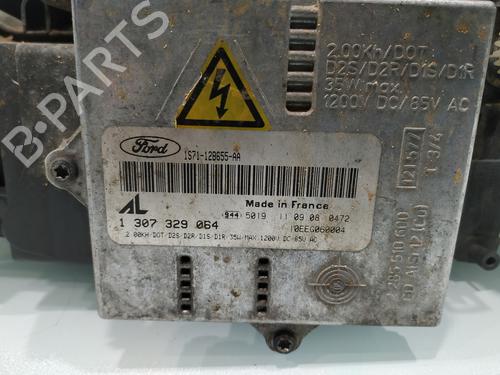 2.00Kh/DOT
D2S/D2R/D1S/D1R
35W max.
1200V DC/85V AC
Ford
1S71-12B655-AA
Made in France
944 5019 11 09 08 0472
AL
1 307 329 064
10EEG060004
2.00KH/DOT/D2S/D2R/D1S/D1R 35W/MAX.1200V DC/85V AC
121577
T 3/4
B-PARTS